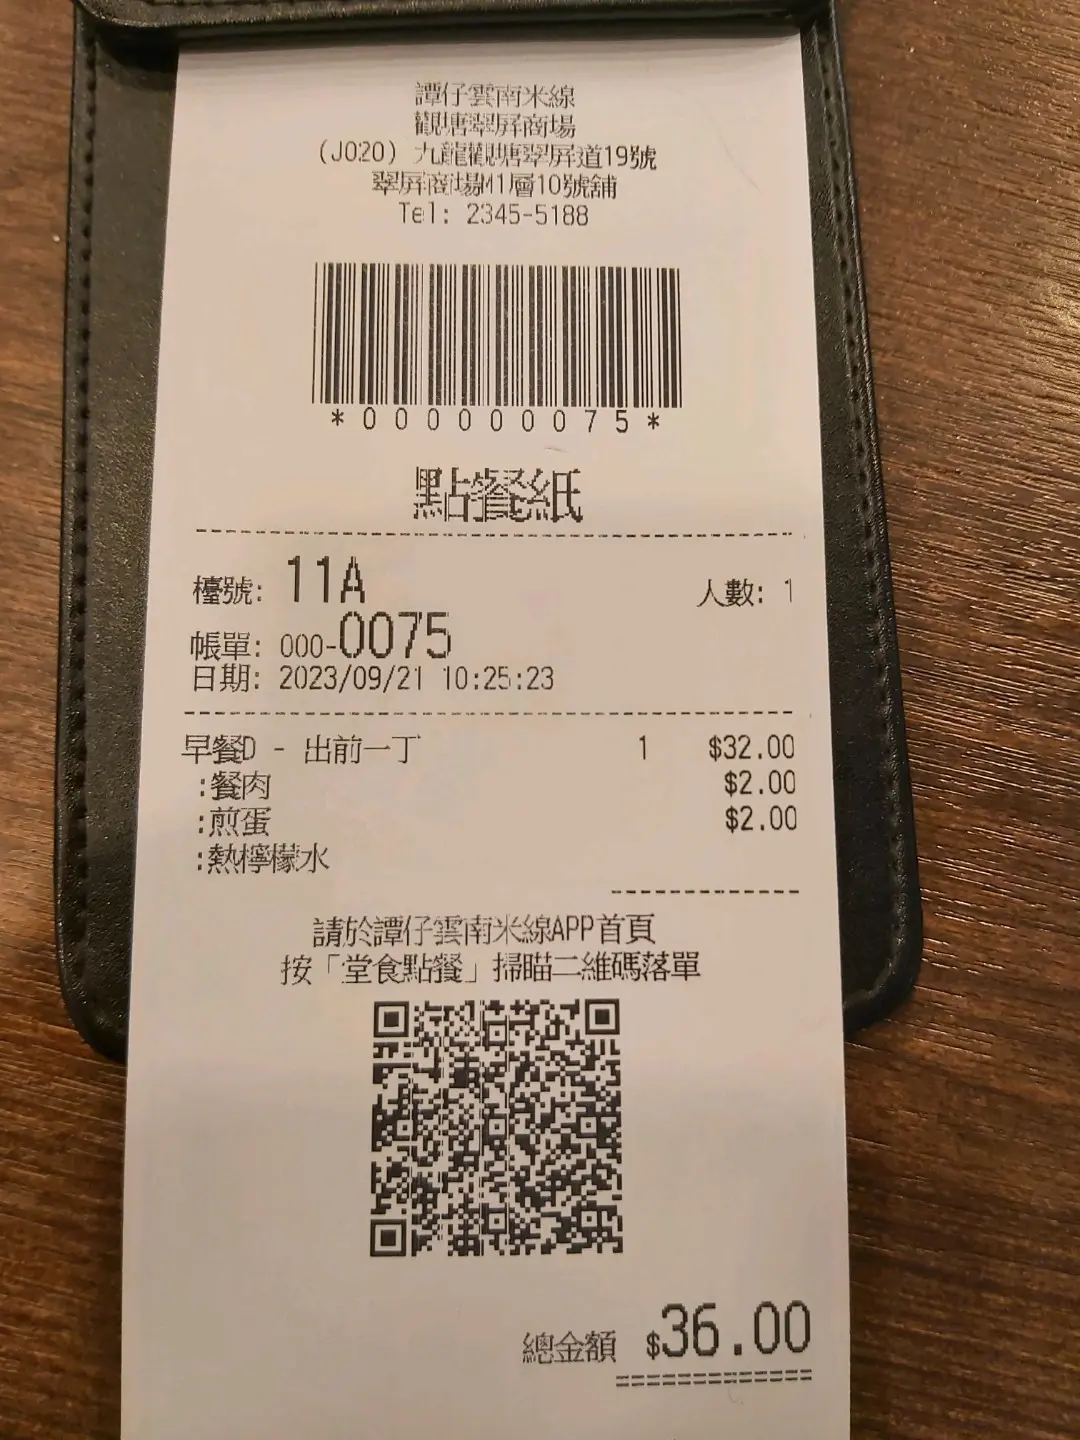 譚仔雲南米線
觀塘翠屏商場
(J020) 九龍觀塘翠屏道19號
翠屏商場M1層10號舖
Tel: 2345-5188
*000000075*
點餐紙
檯號: 11A 人數: 1
帳單: 000-0075
日期: 2023/09/21 10:25:23
早餐D - 出前一丁 1 $32.00
:餐肉 $2.00
:煎蛋 $2.00
:熱檸檬水
請於譚仔雲南米線APP首頁
按「堂食點餐」掃瞄二維碼落單
總金額 $36.00